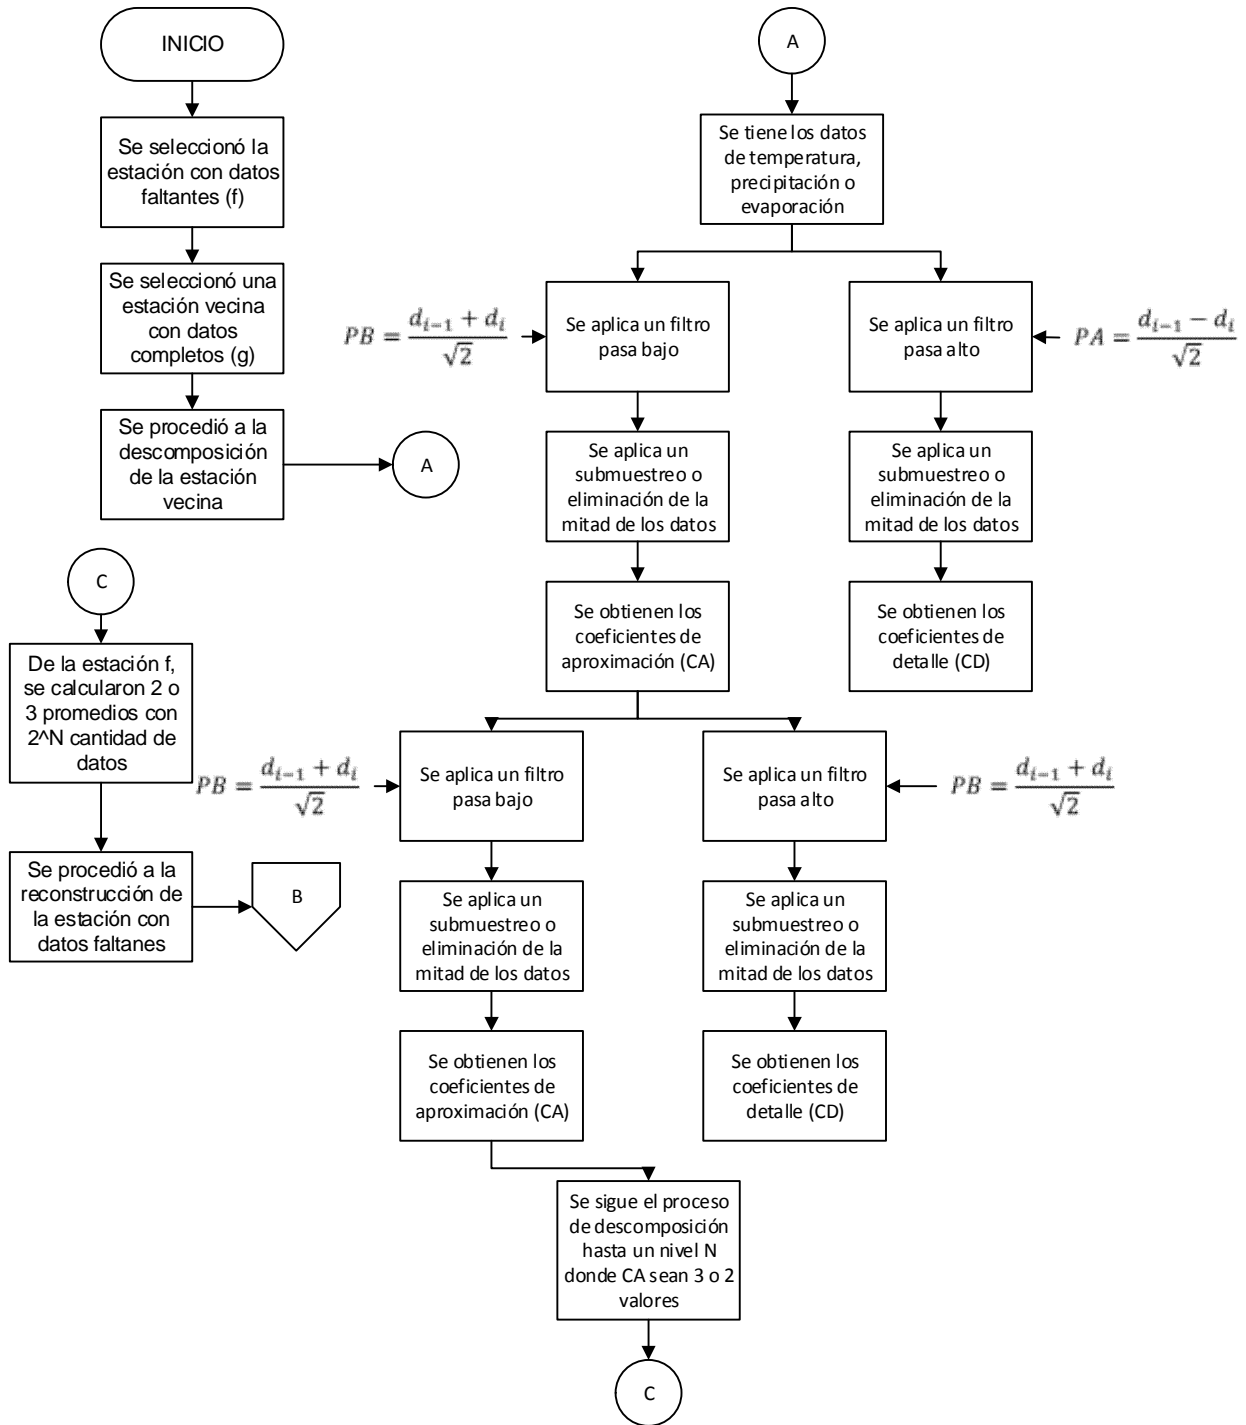 INICIO
Se seleccionó la
estación con datos
faltantes (f)
Se seleccionó una
estación vecina
con datos
completos (g)
Se procedió a la
descomposición
de la estación
vecina
A
A
Se tiene los datos
de temperatura,
precipitación o
evaporación
PB = \frac{d_{i-1} + d_i}{\sqrt{2}}
Se aplica un filtro
pasa bajo
Se aplica un filtro
pasa alto
PA = \frac{d_{i-1} - d_i}{\sqrt{2}}
Se aplica un
submuestreo o
eliminación de la
mitad de los datos
Se aplica un
submuestreo o
eliminación de la
mitad de los datos
Se obtienen los
coeficientes de
aproximación (CA)
Se obtienen los
coeficientes de
detalle (CD)
PB = \frac{d_{i-1} + d_i}{\sqrt{2}}
Se aplica un filtro
pasa bajo
Se aplica un filtro
pasa alto
PB = \frac{d_{i-1} + d_i}{\sqrt{2}}
Se aplica un
submuestreo o
eliminación de la
mitad de los datos
Se aplica un
submuestreo o
eliminación de la
mitad de los datos
Se obtienen los
coeficientes de
aproximación (CA)
Se obtienen los
coeficientes de
detalle (CD)
Se sigue el proceso
de descomposición
hasta un nivel N
donde CA sean 3 o 2
valores
C
C
De la estación f,
se calcularon 2 o
3 promedios con
2^N cantidad de
datos
Se procedió a la
reconstrucción de
la estación con
datos faltanes
B